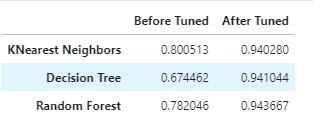 Before Tuned After Tuned
KNearest Neighbors 0.800513 0.940280
Decision Tree 0.674462 0.941044
Random Forest 0.782046 0.943667